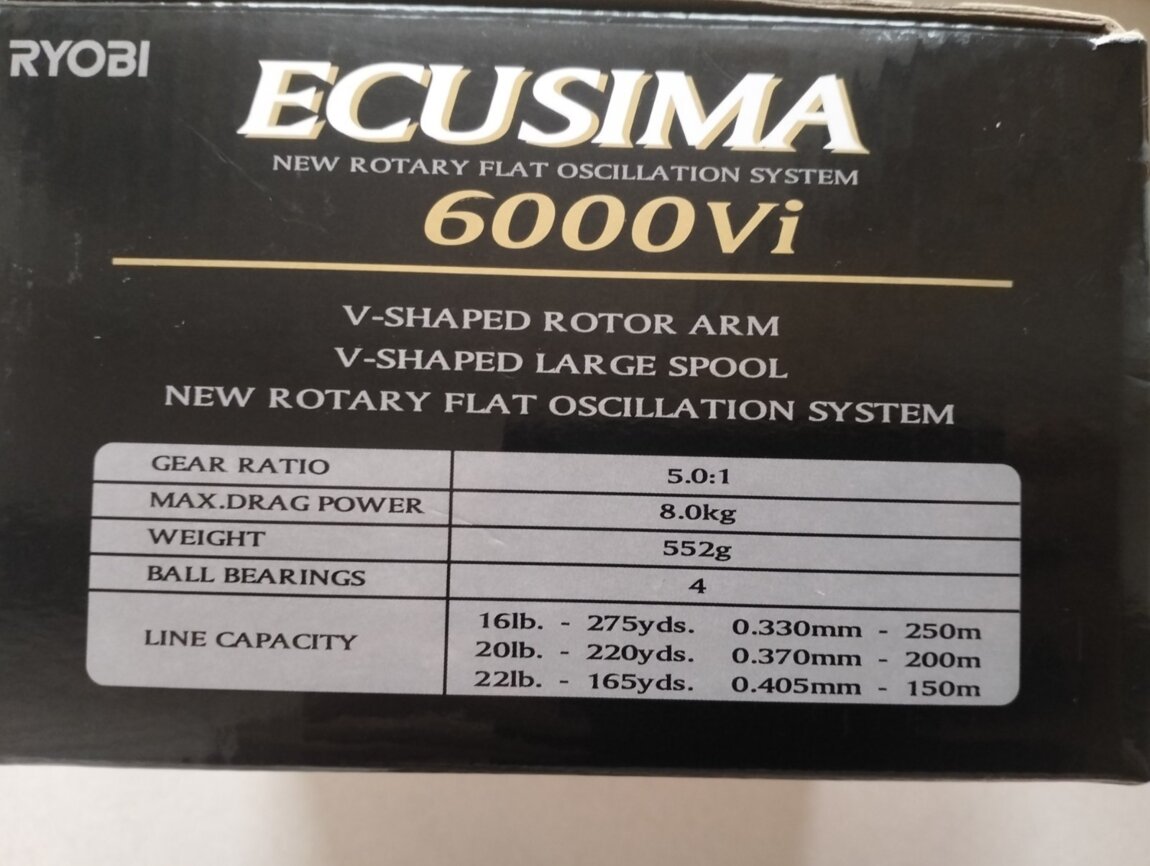 RYOBI
ECUSIMA
NEW ROTARY FLAT OSCILLATION SYSTEM
6000Vi
V-SHAPED ROTOR ARM
V-SHAPED LARGE SPOOL
NEW ROTARY FLAT OSCILLATION SYSTEM
GEAR RATIO 5.0:1
MAX.DRAG POWER 8.0kg
WEIGHT 552g
BALL BEARINGS 4
LINE CAPACITY
16lb. - 275yds. 0.330mm - 250m
20lb. - 220yds. 0.370mm - 200m
22lb. - 165yds. 0.405mm - 150m